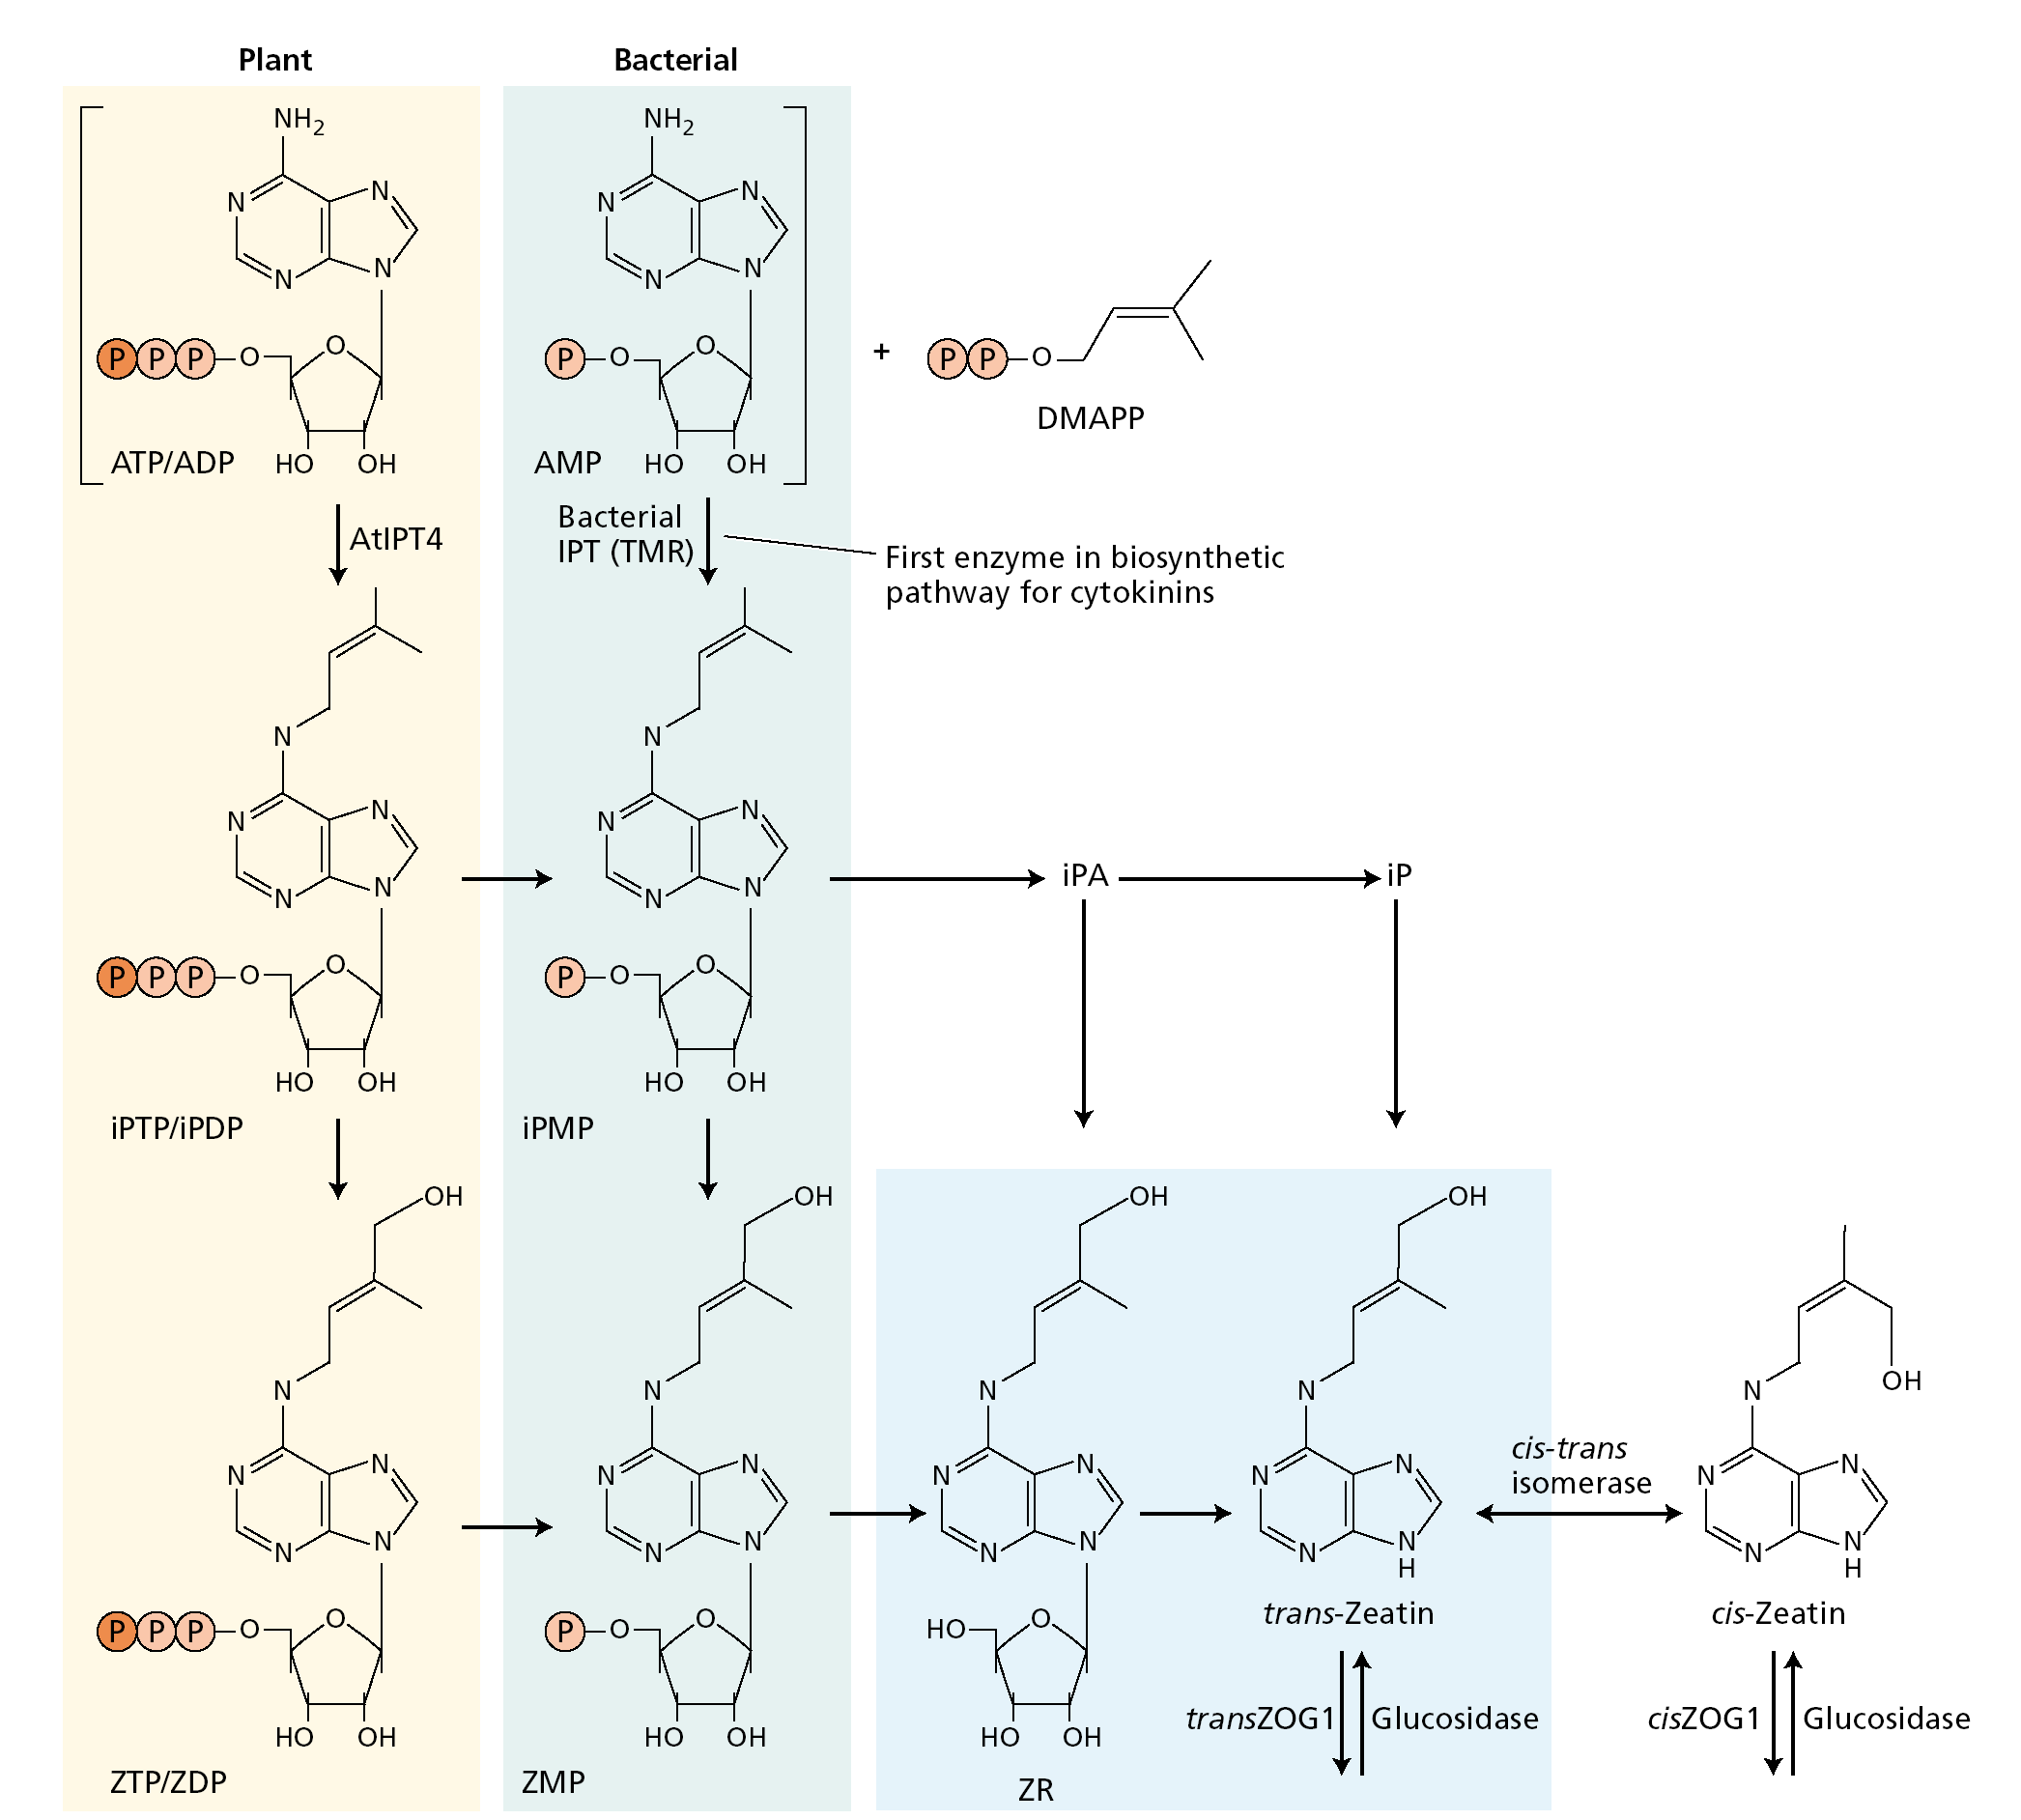 Plant
Bacterial
NH2
N
N
N
N
P P P
O
O
ATP/ADP
HO
OH
NH2
N
N
N
N
P
O
O
AMP
HO
OH
+
P P
O
DMAPP
AtIPT4
Bacterial
IPT (TMR)
First enzyme in biosynthetic
pathway for cytokinins
N
N
N
N
N
P P P
O
O
HO
OH
iPTP/iPDP
N
N
N
N
N
P
O
O
HO
OH
iPMP
iPA
iP
OH
N
N
N
N
N
P P P
O
O
HO
OH
ZTP/ZDP
OH
N
N
N
N
N
P
O
O
HO
OH
ZMP
OH
N
N
N
N
N
HO
O
HO
OH
ZR
OH
N
N
N
N
N
H
trans-Zeatin
transZOG1
Glucosidase
cis-trans
isomerase
OH
N
N
N
N
N
H
cis-Zeatin
cisZOG1
Glucosidase